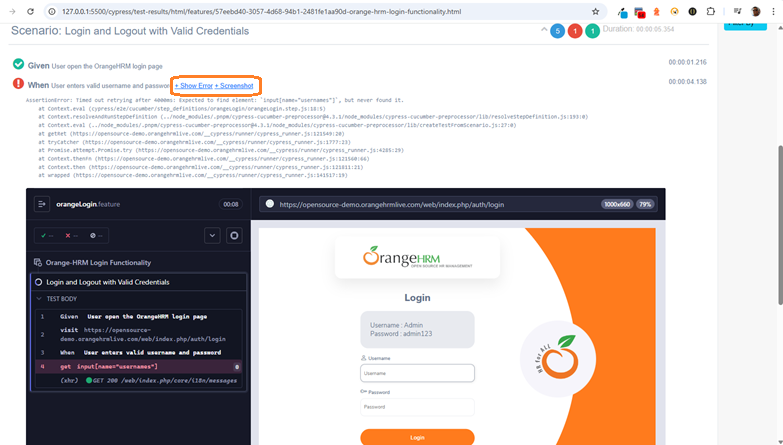 127.0.0.1:5500/cypress/test-results/html/features/57eebd40-3057-4d68-94b1-2481fe1aa90d-orange-hrm-login-functionality.html
Scenario: Login and Logout with Valid Credentials
5 1 1 Duration: 00:00:05.354
Filter By
Given User open the OrangeHRM login page 00:00:01.216
When User enters valid username and password + Show Error + Screenshot 00:00:04.138
AssertionError: Timed out retrying after 4000ms: Expected to find element: `input[name="usernames"]`, but never found it.
at Context.eval (cypress/e2e/cucumber/step_definitions/orangeLogin/orangeLogin.step.js:18:5)
at Context.resolveAndRunStepDefinition (../node_modules/.pnpm/cypress-cucumber-preprocessor@4.3.1/node_modules/cypress-cucumber-preprocessor/lib/resolveStepDefinition.js:193:0)
at Context.eval (../node_modules/.pnpm/cypress-cucumber-preprocessor@4.3.1/node_modules/cypress-cucumber-preprocessor/lib/createTestFromScenario.js:27:0)
at getRet (https://opensource-demo.orangehrmlive.com/__cypress/runner/cypress_runner.js:121549:20)
at tryCatcher (https://opensource-demo.orangehrmlive.com/__cypress/runner/cypress_runner.js:1777:23)
at Promise.attempt.Promise.try (https://opensource-demo.orangehrmlive.com/__cypress/runner/cypress_runner.js:4285:29)
at Context.thenFn (https://opensource-demo.orangehrmlive.com/__cypress/runner/cypress_runner.js:121560:66)
at Context.then (https://opensource-demo.orangehrmlive.com/__cypress/runner/cypress_runner.js:121811:21)
at wrapped (https://opensource-demo.orangehrmlive.com/__cypress/runner/cypress_runner.js:141517:19)
orangeLogin.feature 00:08
https://opensource-demo.orangehrmlive.com/web/index.php/auth/login 1000x660 79%
✓ -- ✕ -- --
Orange-HRM Login Functionality
Login and Logout with Valid Credentials
TEST BODY
1 Given User open the OrangeHRM login page
2 visit https://opensource-
demo.orangehrmlive.com/web/index.php/auth/login
3 When User enters valid username and password
4 get input[name="usernames"] 0
(xhr) GET 200 /web/index.php/core/i18n/messages
OrangeHRM
OPEN SOURCE HR MANAGEMENT
Login
Username : Admin
Password : admin123
Username
Username
Password
Password
Login
HR for ALL